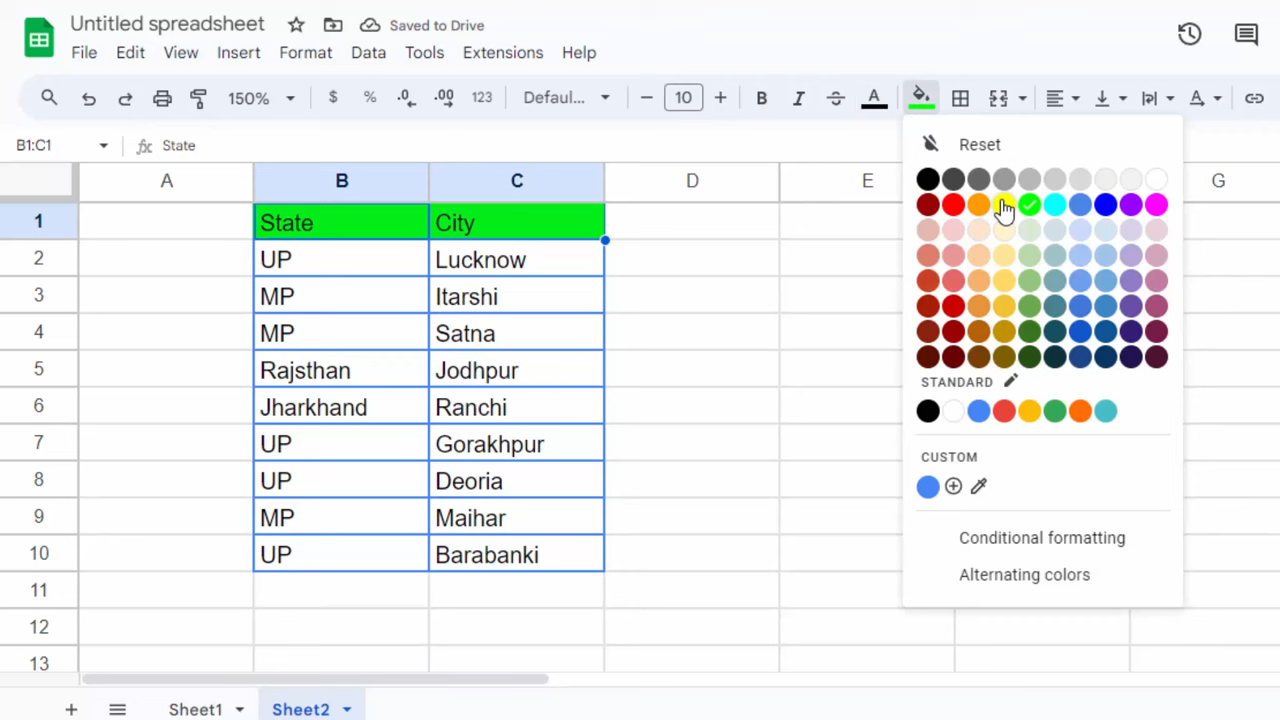 Untitled spreadsheet Saved to Drive
File Edit View Insert Format Data Tools Extensions Help
150% $ % .0 .00 123 Defaul... 10 B I A
B1:C1 fx State
Reset
A B C D E G
1 State City
2 UP Lucknow
3 MP Itarshi
4 MP Satna
5 Rajsthan Jodhpur
STANDARD
6 Jharkhand Ranchi
7 UP Gorakhpur
CUSTOM
8 UP Deoria
9 MP Maihar
Conditional formatting
10 UP Barabanki
Alternating colors
11
12
13
Sheet1 Sheet2